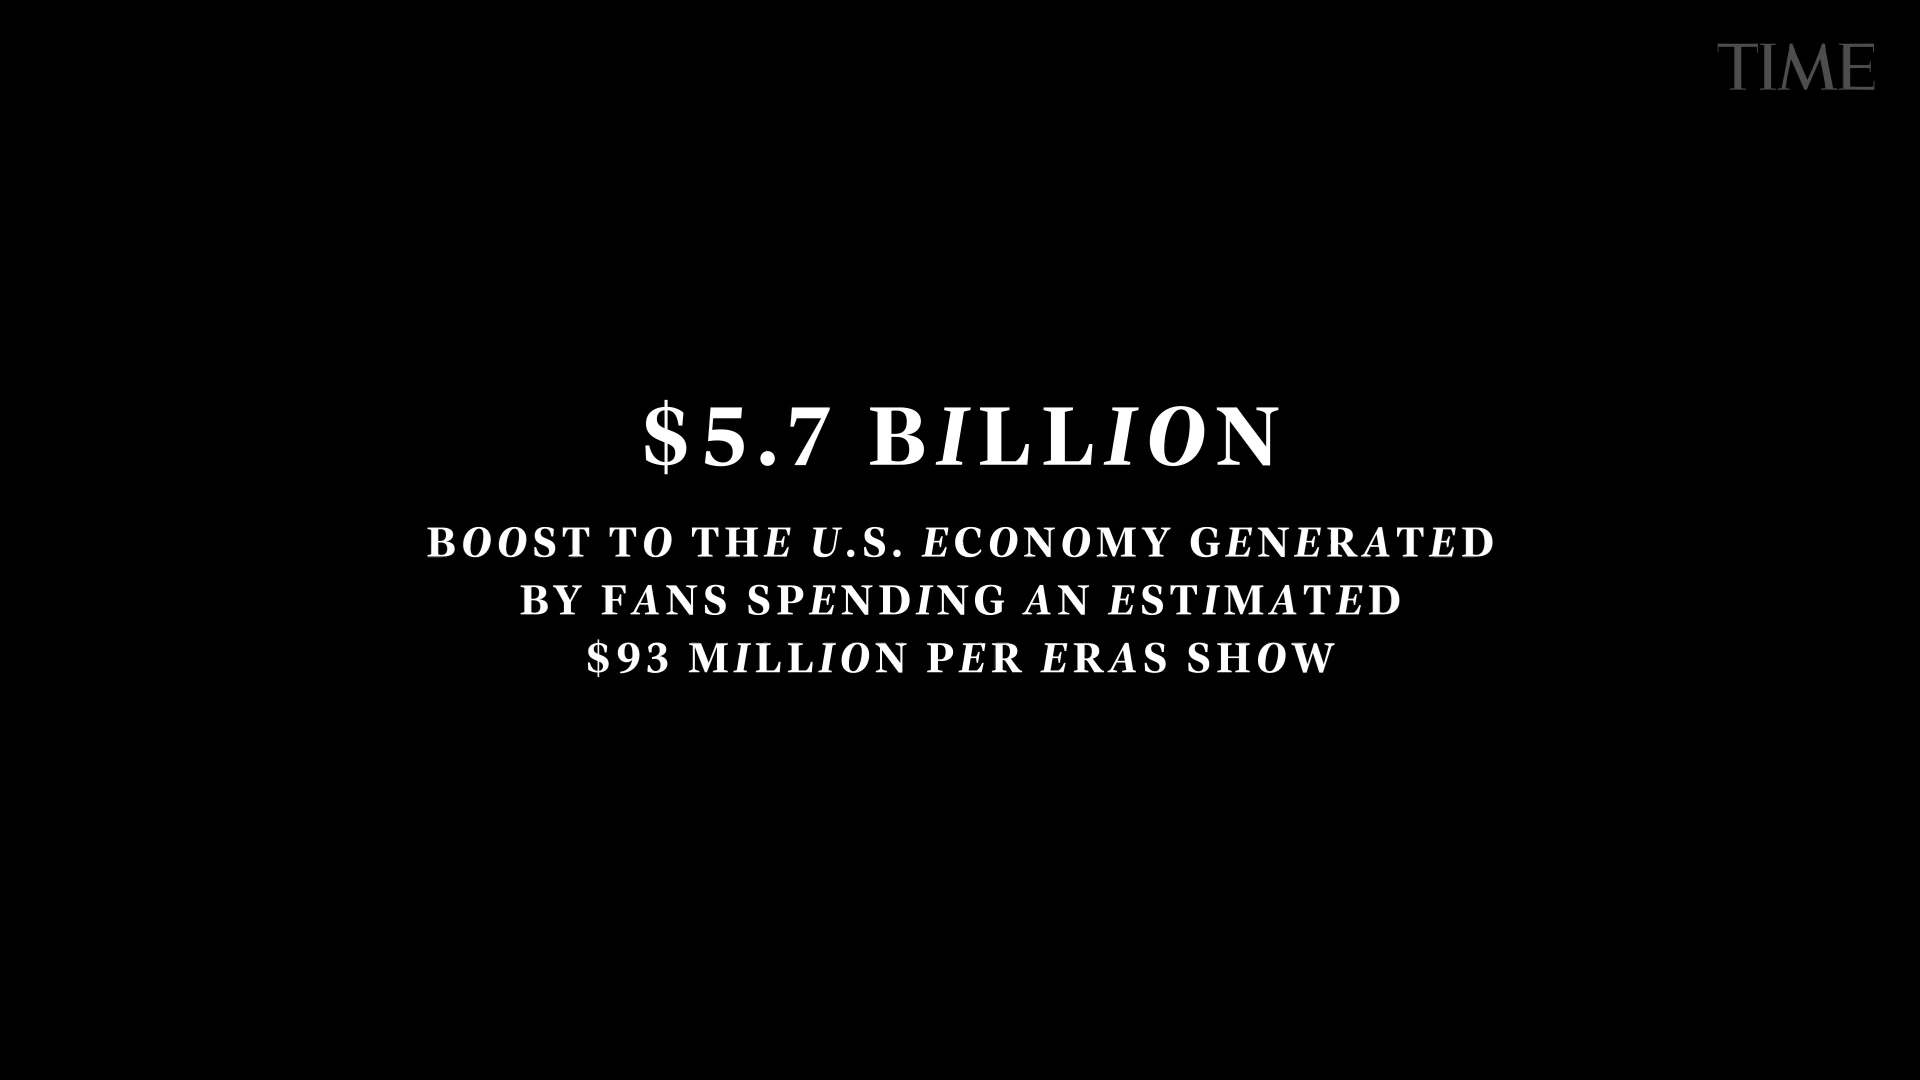 TIME
$5.7 BILLION
BOOST TO THE U.S. ECONOMY GENERATED
BY FANS SPENDING AN ESTIMATED
$93 MILLION PER ERAS SHOW